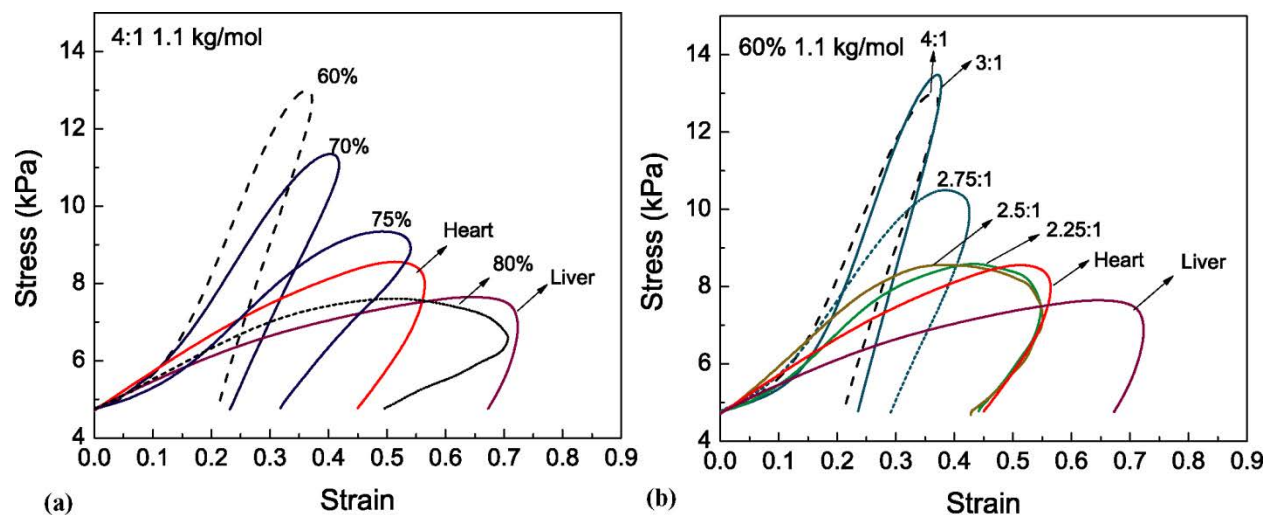 4:1 1.1 kg/mol
60%
70%
75%
Heart
80%
Liver
Stress (kPa)
14
12
10
8
6
4
0.0 0.1 0.2 0.3 0.4 0.5 0.6 0.7 0.8 0.9
Strain
(a)
60% 1.1 kg/mol
4:1
3:1
2.75:1
2.5:1
2.25:1
Heart
Liver
Stress (kPa)
14
12
10
8
6
4
0.0 0.1 0.2 0.3 0.4 0.5 0.6 0.7 0.8 0.9
Strain
(b)